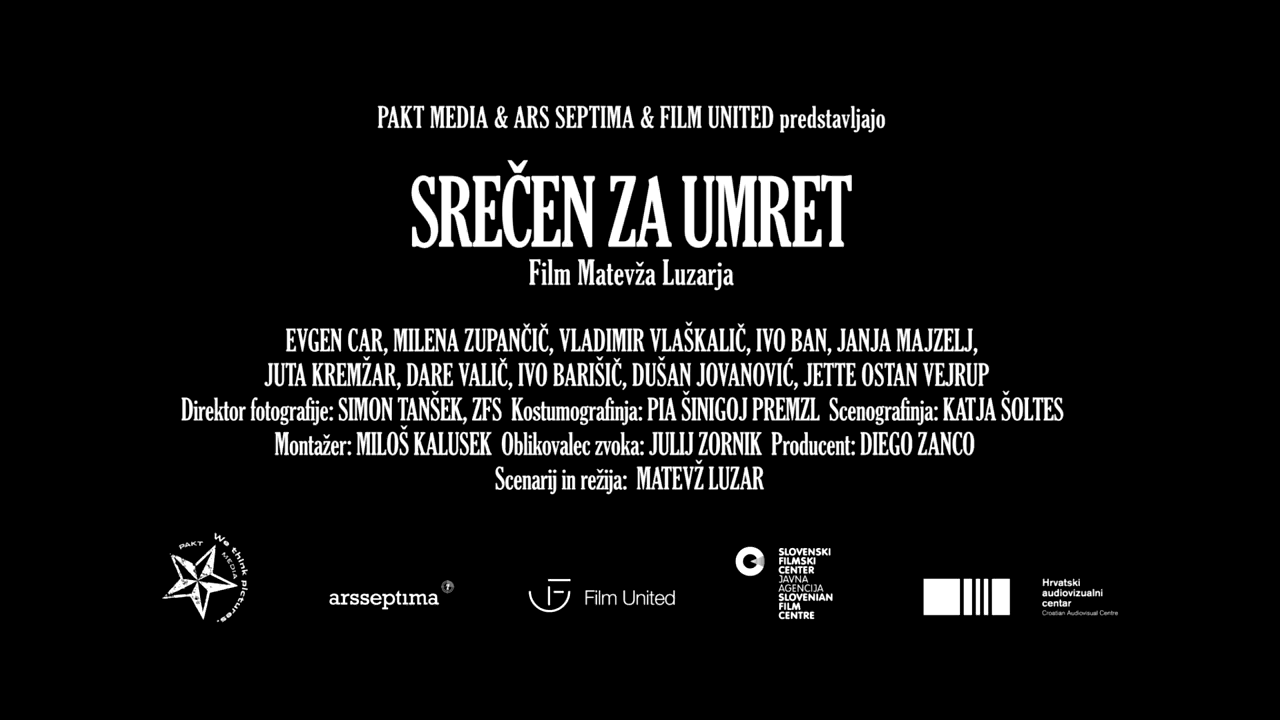 PAKT MEDIA & ARS SEPTIMA & FILM UNITED predstavljajo
SREČEN ZA UMRET
Film Matevža Luzarja
EVGEN CAR, MILENA ZUPANČIČ, VLADIMIR VLAŠKALIČ, IVO BAN, JANJA MAJZELJ,
JUTA KREMŽAR, DARE VALIČ, IVO BARIŠIČ, DUŠAN JOVANOVIĆ, JETTE OSTAN VEJRUP
Direktor fotografije: SIMON TANŠEK, ZFS Kostumografinja: PIA ŠINIGOJ PREMZL Scenografinja: KATJA ŠOLTES
Montažer: MILOŠ KALUSEK Oblikovalec zvoka: JULIJ ZORNIK Producent: DIEGO ZANCO
Scenarij in režija: MATEVŽ LUZAR
PAKT MEDIA
We think pictures.
arsseptima
Film United
SLOVENSKI
FILMSKI
CENTER
JAVNA
AGENCIJA
SLOVENIAN
FILM
CENTRE
Hrvatski
audiovizualni
centar
Croatian Audiovisual Centre